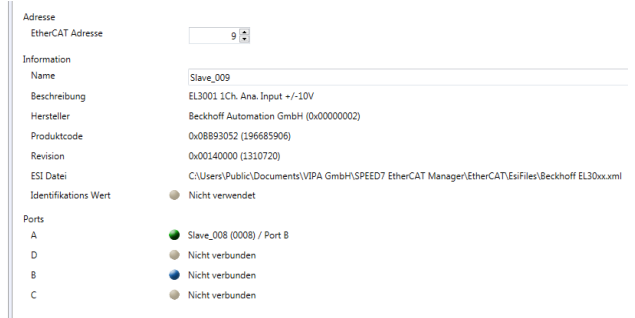 Adresse
EtherCAT Adresse 9
Information
Name Slave_009
Beschreibung EL3001 1Ch. Ana. Input +/-10V
Hersteller Beckhoff Automation GmbH (0x00000002)
Produktcode 0x0BB93052 (196685906)
Revision 0x00140000 (1310720)
ESI Datei C:\Users\Public\Documents\VIPA GmbH\SPEED7 EtherCAT Manager\EtherCAT\EsiFiles\Beckhoff EL30xx.xml
Identifikations Wert Nicht verwendet
Ports
A Slave_008 (0008) / Port B
D Nicht verbunden
B Nicht verbunden
C Nicht verbunden